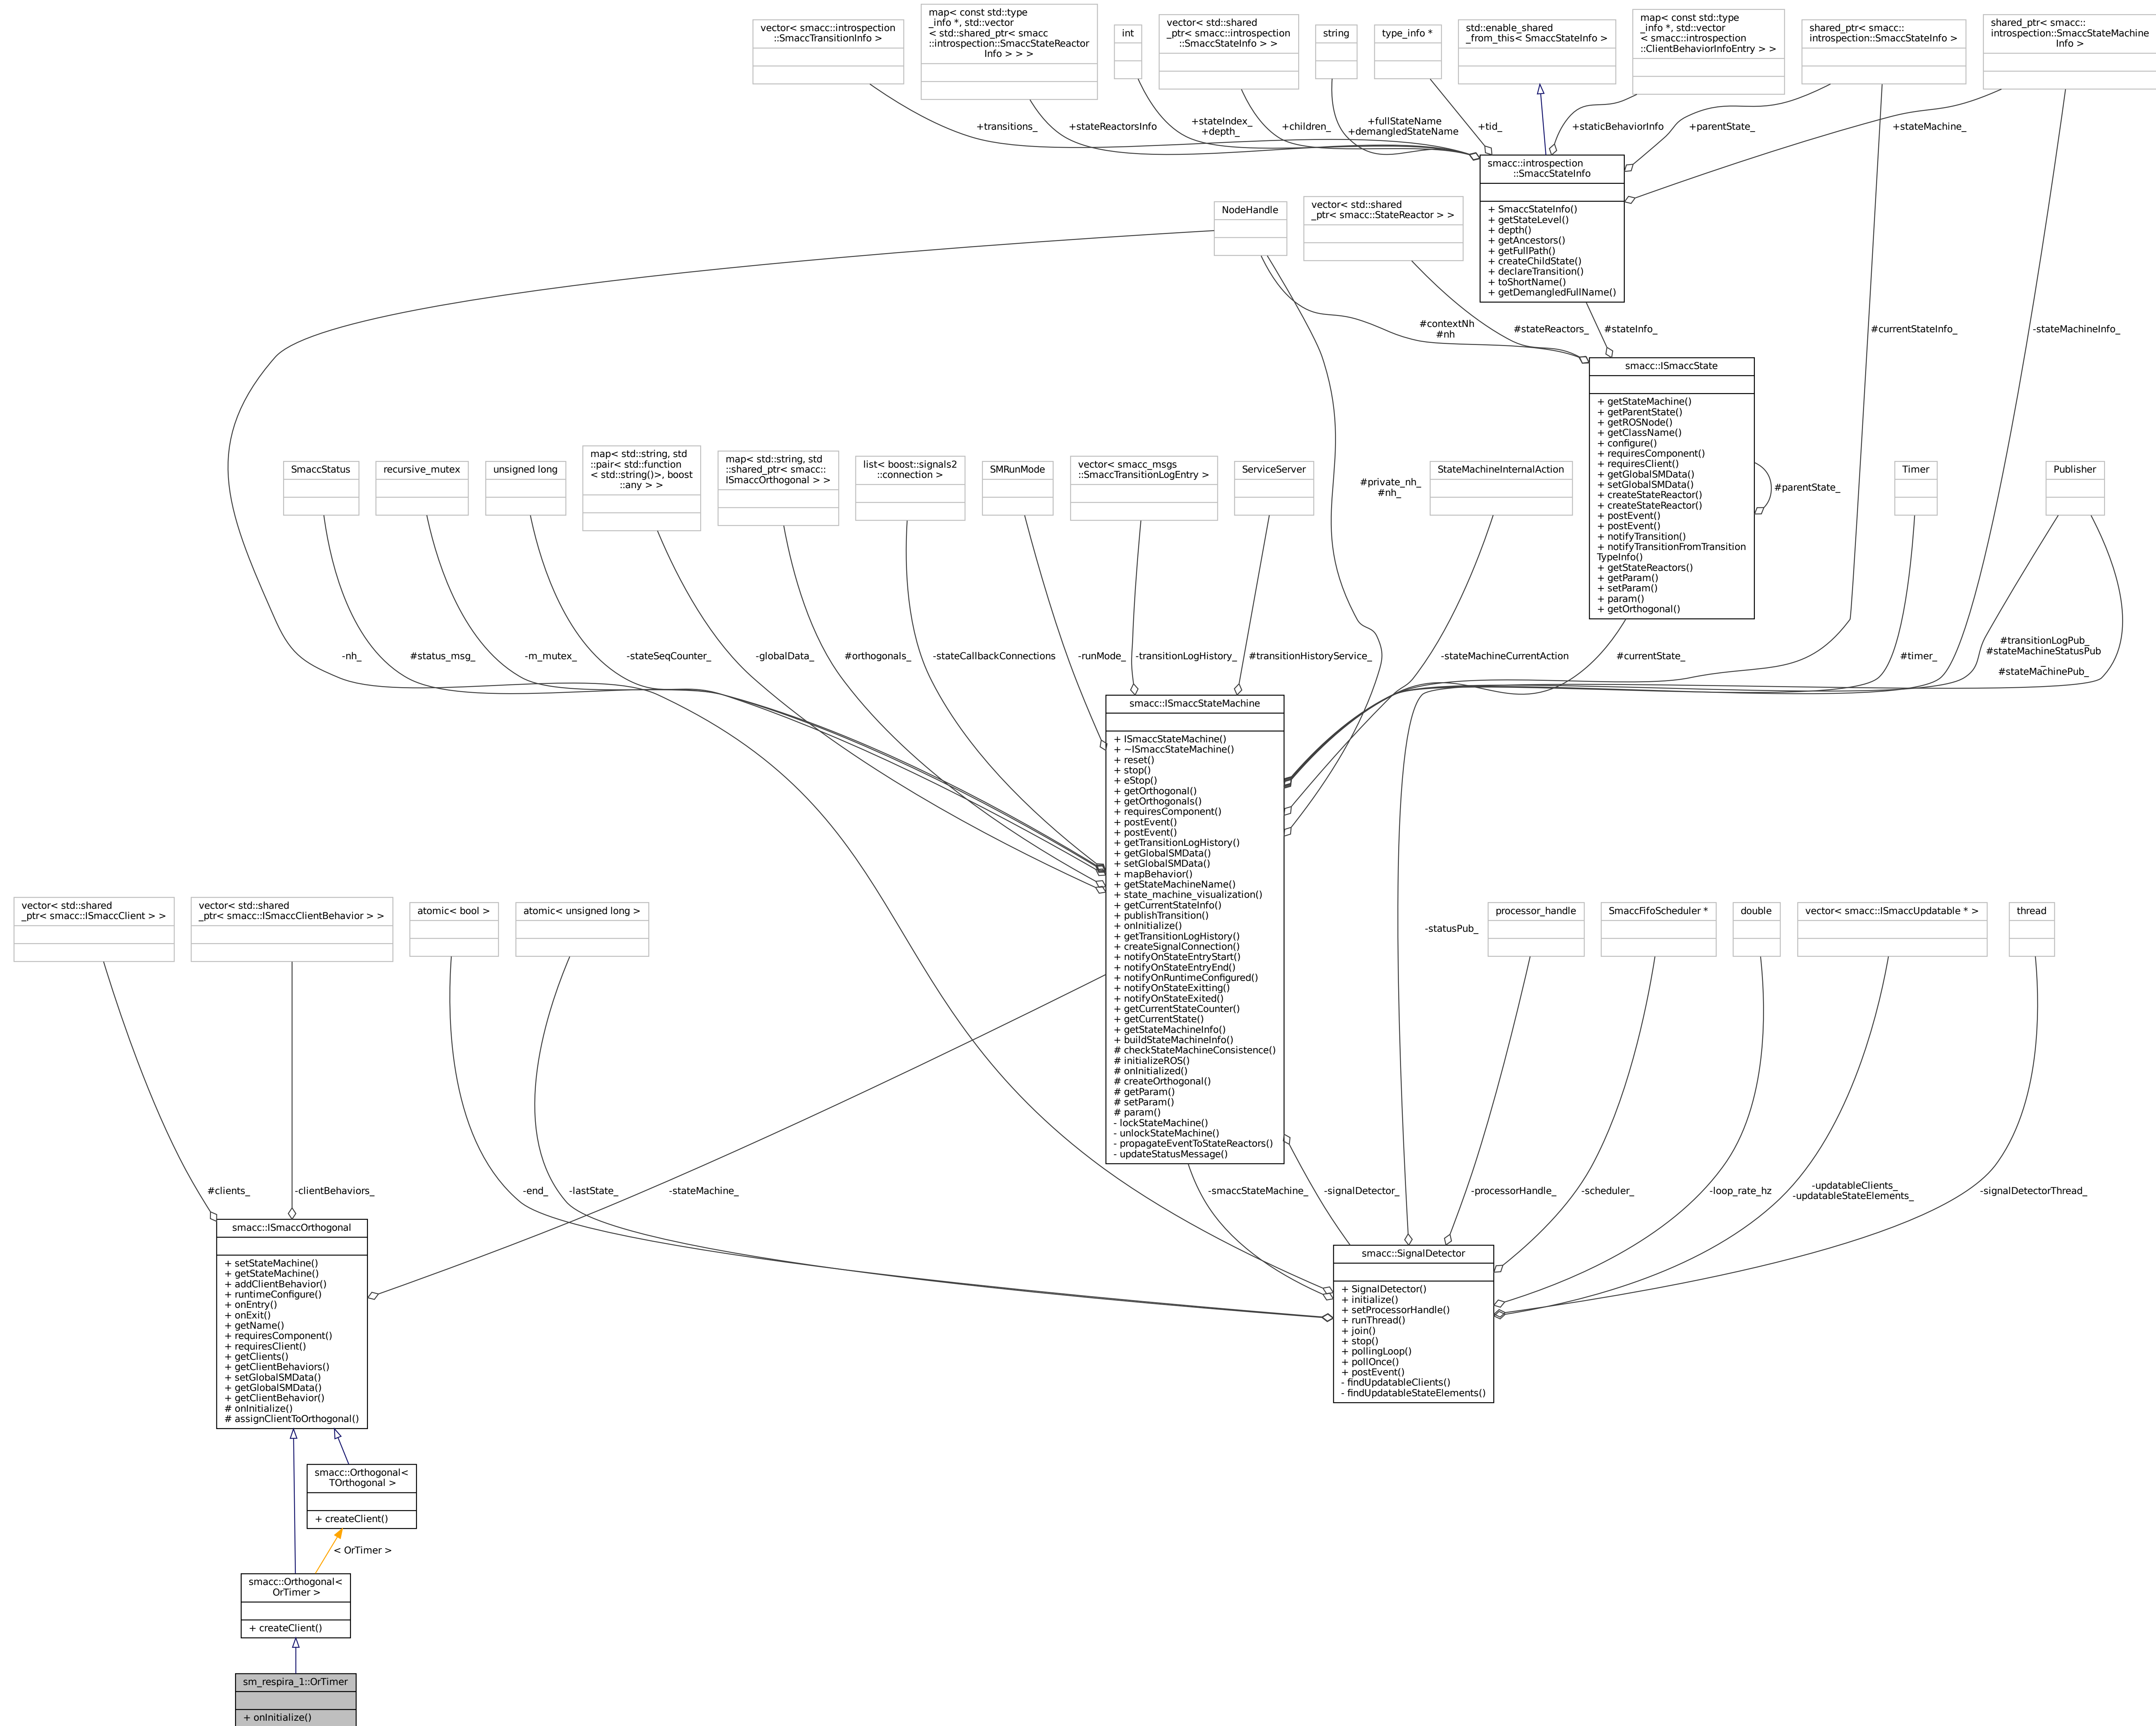 vector< smacc::introspection
::SmaccTransitionInfo >
map< const std::type
_info *, std::vector
< std::shared_ptr< smacc
::introspection::SmaccStateReactor
Info > > >
int
vector< std::shared
_ptr< smacc::introspection
::SmaccStateInfo > >
string
type_info *
std::enable_shared
_from_this< SmaccStateInfo >
map< const std::type
_info *, std::vector
< smacc::introspection
::ClientBehaviorInfoEntry > >
shared_ptr< smacc::
introspection::SmaccStateInfo >
shared_ptr< smacc::
introspection::SmaccStateMachine
Info >
+transitions_
+stateReactorsInfo
+stateIndex_
+depth_
+children_
+fullStateName
+demangledStateName
+tid_
+staticBehaviorInfo
+parentState_
+stateMachine_
smacc::introspection
::SmaccStateInfo
+ SmaccStateInfo()
+ getStateLevel()
+ depth()
+ getAncestors()
+ getFullPath()
+ createChildState()
+ declareTransition()
+ toShortName()
+ getDemangledFullName()
NodeHandle
vector< std::shared
_ptr< smacc::StateReactor > >
#contextNh
#nh
#stateReactors_
#stateInfo_
#currentStateInfo_
-stateMachineInfo_
smacc::ISmaccState
+ getStateMachine()
+ getParentState()
+ getROSNode()
+ getClassName()
+ configure()
+ requiresComponent()
+ requiresClient()
+ getGlobalSMData()
+ setGlobalSMData()
+ createStateReactor()
+ createStateReactor()
+ postEvent()
+ postEvent()
+ notifyTransition()
+ notifyTransitionFromTransition
TypeInfo()
+ getStateReactors()
+ getParam()
+ setParam()
+ param()
+ getOrthogonal()
#parentState_
SmaccStatus
recursive_mutex
unsigned long
map< std::string, std
::pair< std::function
< std::string()>, boost
::any > >
map< std::string, std
::shared_ptr< smacc::
ISmaccOrthogonal > >
list< boost::signals2
::connection >
SMRunMode
vector< smacc_msgs
::SmaccTransitionLogEntry >
ServiceServer
#private_nh_
#nh_
StateMachineInternalAction
Timer
Publisher
-nh_
#status_msg_
-m_mutex_
-stateSeqCounter_
-globalData_
#orthogonals_
-stateCallbackConnections
-runMode_
-transitionLogHistory_
#transitionHistoryService_
-stateMachineCurrentAction
#currentState_
#timer_
#transitionLogPub_
#stateMachineStatusPub
_
#stateMachinePub_
smacc::ISmaccStateMachine
+ ISmaccStateMachine()
+ ~ISmaccStateMachine()
+ reset()
+ stop()
+ eStop()
+ getOrthogonal()
+ getOrthogonals()
+ requiresComponent()
+ postEvent()
+ postEvent()
+ getTransitionLogHistory()
+ getGlobalSMData()
+ setGlobalSMData()
+ mapBehavior()
+ getStateMachineName()
+ state_machine_visualization()
+ getCurrentStateInfo()
+ publishTransition()
+ onInitialize()
+ getTransitionLogHistory()
+ createSignalConnection()
+ notifyOnStateEntryStart()
+ notifyOnStateEntryEnd()
+ notifyOnRuntimeConfigured()
+ notifyOnStateExitting()
+ notifyOnStateExited()
+ getCurrentStateCounter()
+ getCurrentState()
+ getStateMachineInfo()
+ buildStateMachineInfo()
# checkStateMachineConsistence()
# initializeROS()
# onInitialized()
# createOrthogonal()
# getParam()
# setParam()
# param()
- lockStateMachine()
- unlockStateMachine()
- propagateEventToStateReactors()
- updateStatusMessage()
vector< std::shared
_ptr< smacc::ISmaccClient > >
vector< std::shared
_ptr< smacc::ISmaccClientBehavior > >
atomic< bool >
atomic< unsigned long >
-statusPub_
processor_handle
SmaccFifoScheduler *
double
vector< smacc::ISmaccUpdatable * >
thread
#clients_
-clientBehaviors_
-end_
-lastState_
-stateMachine_
-smaccStateMachine_
-signalDetector_
-processorHandle_
-scheduler_
-loop_rate_hz
-updatableClients_
-updatableStateElements_
-signalDetectorThread_
smacc::ISmaccOrthogonal
+ setStateMachine()
+ getStateMachine()
+ addClientBehavior()
+ runtimeConfigure()
+ onEntry()
+ onExit()
+ getName()
+ requiresComponent()
+ requiresClient()
+ getClients()
+ getClientBehaviors()
+ setGlobalSMData()
+ getGlobalSMData()
+ getClientBehavior()
# onInitialize()
# assignClientToOrthogonal()
smacc::SignalDetector
+ SignalDetector()
+ initialize()
+ setProcessorHandle()
+ runThread()
+ join()
+ stop()
+ pollingLoop()
+ pollOnce()
+ postEvent()
- findUpdatableClients()
- findUpdatableStateElements()
smacc::Orthogonal<
TOrthogonal >
+ createClient()
< OrTimer >
smacc::Orthogonal<
OrTimer >
+ createClient()
sm_respira_1::OrTimer
+ onInitialize()